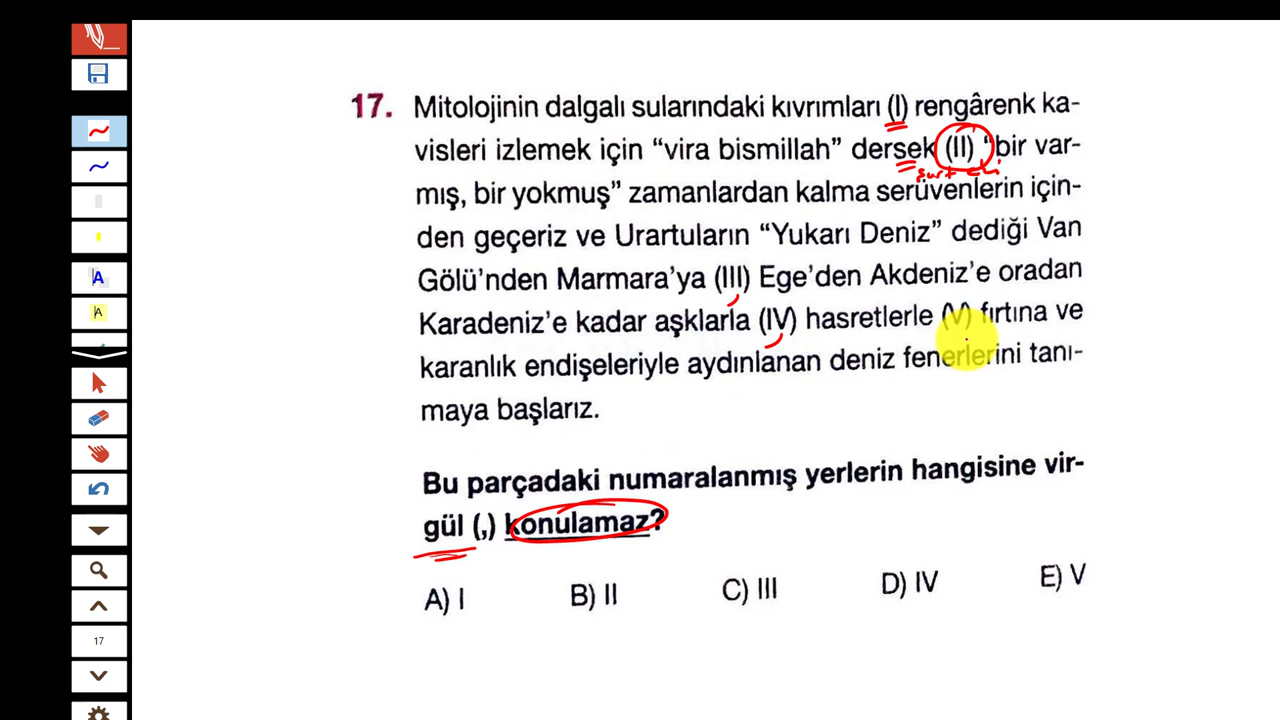 17. Mitolojinin dalgalı sularındaki kıvrımları (I) rengârenk ka-
visleri izlemek için “vira bismillah” dersek (II) “bir var-
şart eki
mış, bir yokmuş” zamanlardan kalma serüvenlerin için-
den geçeriz ve Urartuların “Yukarı Deniz” dediği Van
Gölü’nden Marmara’ya (III) Ege’den Akdeniz’e oradan
Karadeniz’e kadar aşklarla (IV) hasretlerle (V) fırtına ve
karanlık endişeleriyle aydınlanan deniz fenerlerini tanı-
maya başlarız.
Bu parçadaki numaralanmış yerlerin hangisine vir-
gül (,) konulamaz?
A) I B) II C) III D) IV E) V
A
A
17